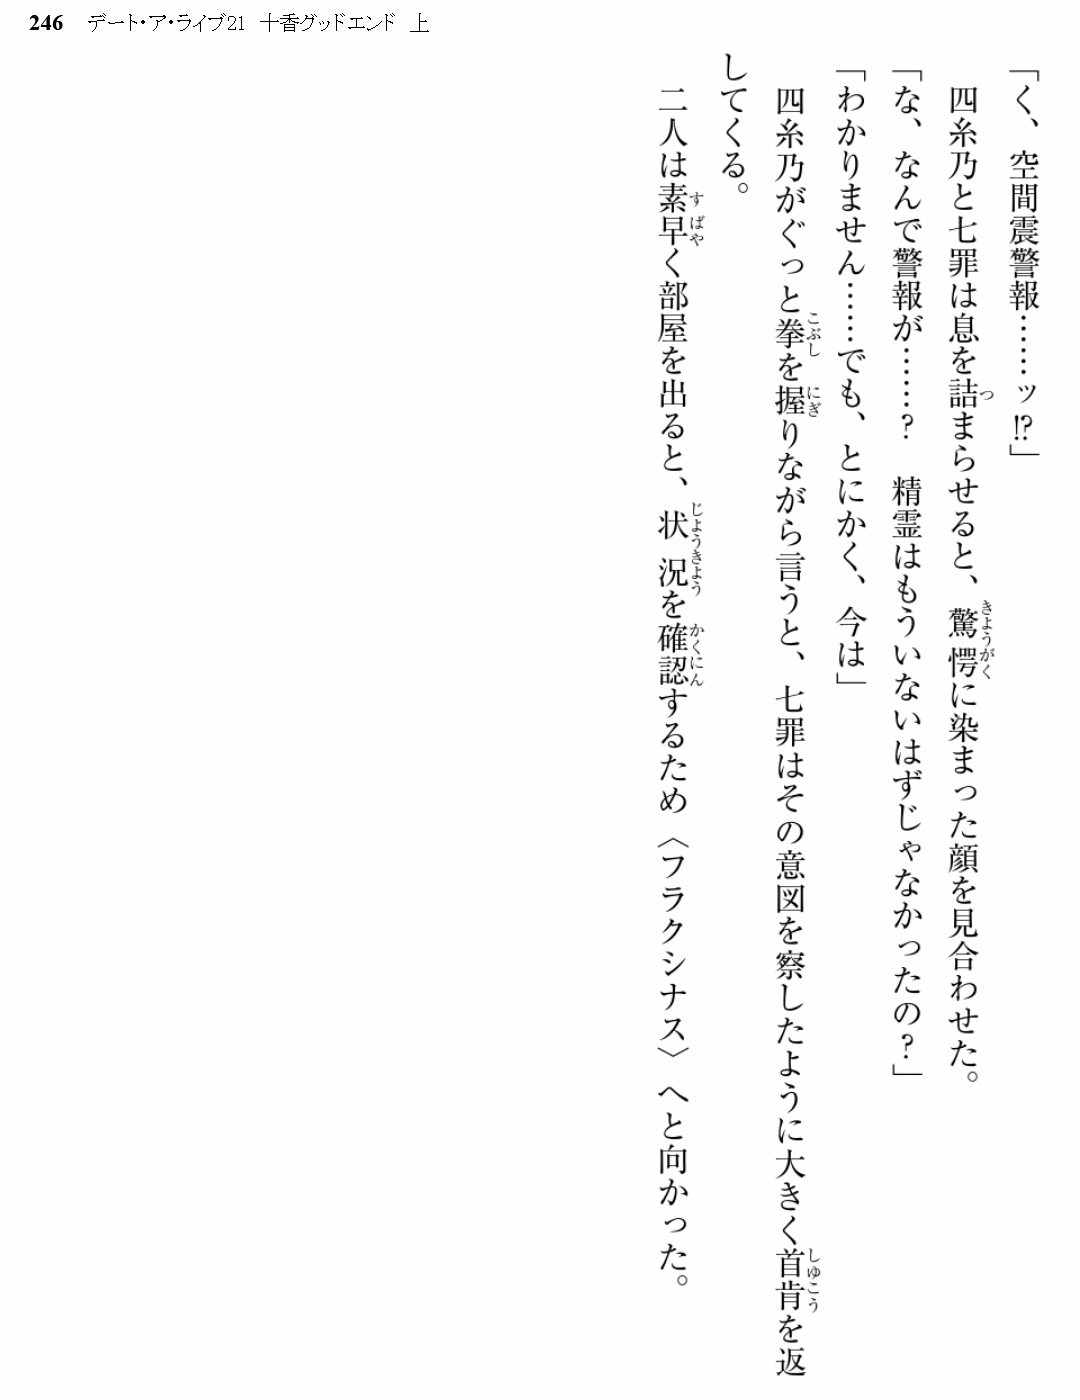 246　デート・ア・ライブ21　十香グッドエンド　上
「く、空間震警報……ッ!?」
　四糸乃と七罪は息を詰まらせると、驚愕に染まった顔を見合わせた。
「な、なんで警報が……？　精霊はもういないはずじゃなかったの？」
「わかりません……でも、とにかく、今は」
　四糸乃がぐっと拳を握りながら言うと、七罪はその意図を察したように大きく首肯を返
してくる。
　二人は素早く部屋を出ると、状況を確認するため〈フラクシナス〉へと向かった。